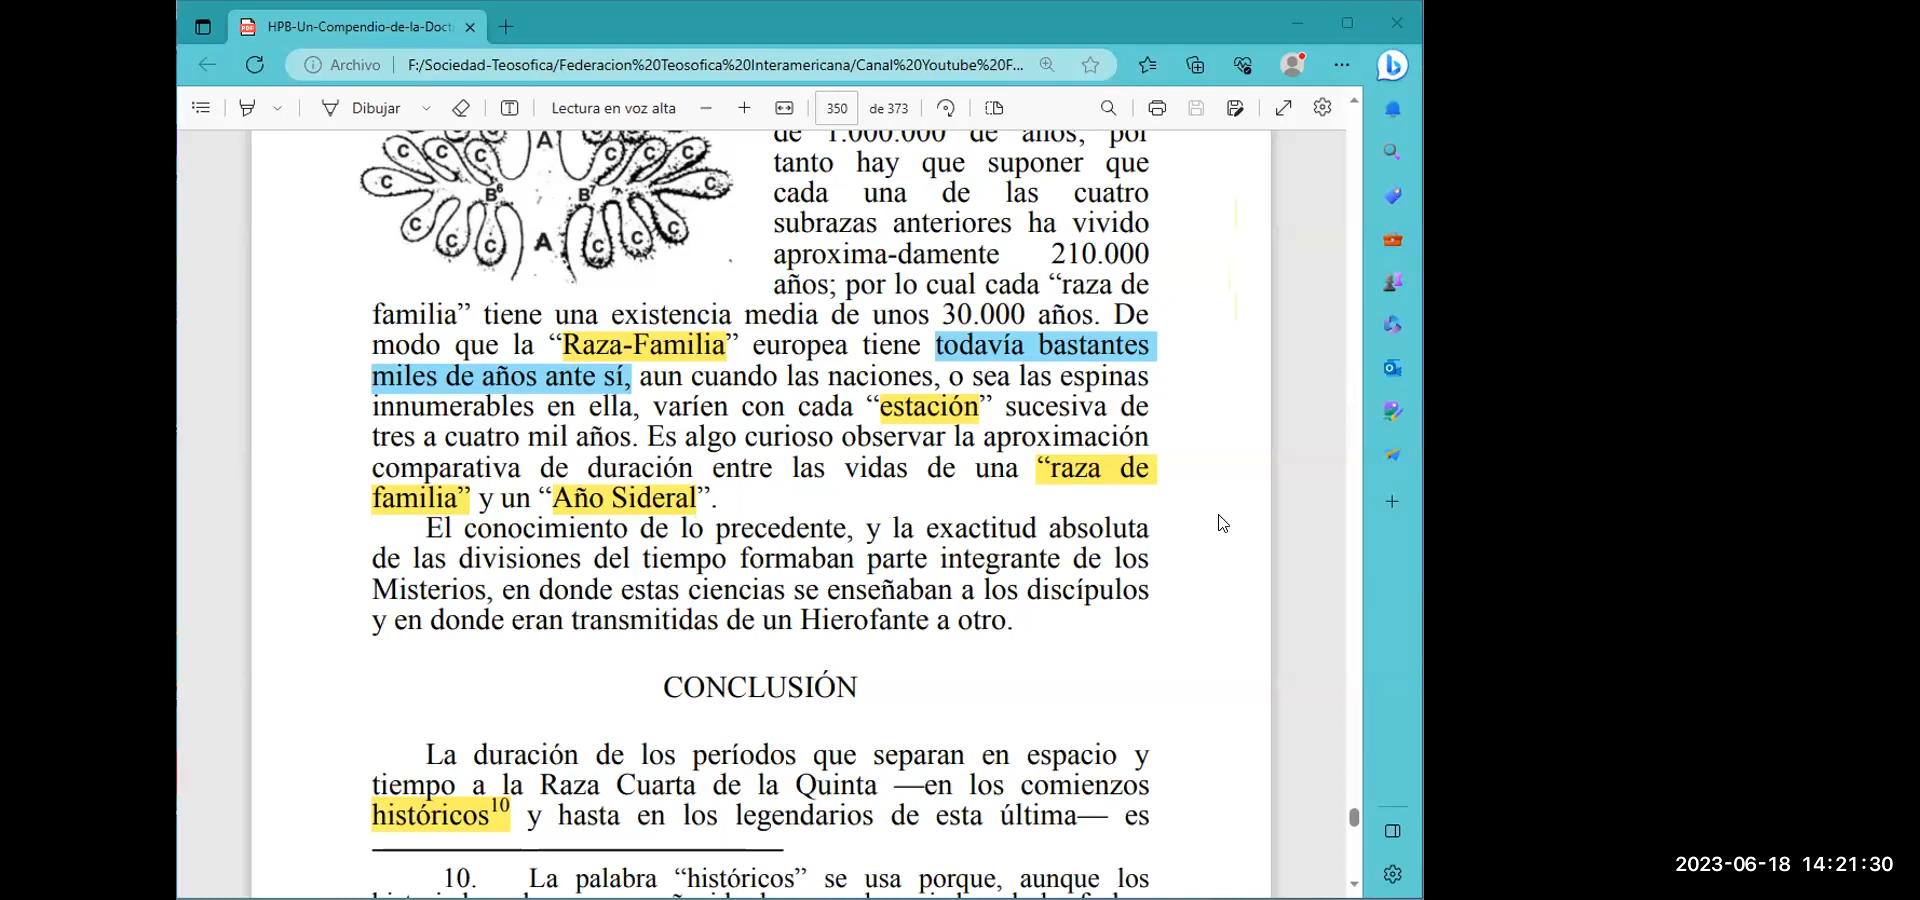 HPB-Un-Compendio-de-la-Doct
Archivo
F:/Sociedad-Teosofica/Federacion%20Teosofica%20Interamericana/Canal%20Youtube%20F...
Dibujar
Lectura en voz alta
350
de 373
de 1.000.000 de años, por
tanto hay que suponer que
cada una de las cuatro
subrazas anteriores ha vivido
aproxima-damente 210.000
años; por lo cual cada “raza de
A
C C C C C C
C B6 B7 C
C C C A C C C
familia” tiene una existencia media de unos 30.000 años. De
modo que la “Raza-Familia” europea tiene todavía bastantes
miles de años ante sí, aun cuando las naciones, o sea las espinas
innumerables en ella, varíen con cada “estación” sucesiva de
tres a cuatro mil años. Es algo curioso observar la aproximación
comparativa de duración entre las vidas de una “raza de
familia” y un “Año Sideral”.
El conocimiento de lo precedente, y la exactitud absoluta
de las divisiones del tiempo formaban parte integrante de los
Misterios, en donde estas ciencias se enseñaban a los discípulos
y en donde eran transmitidas de un Hierofante a otro.
CONCLUSIÓN
La duración de los períodos que separan en espacio y
tiempo a la Raza Cuarta de la Quinta —en los comienzos
históricos10 y hasta en los legendarios de esta última— es
10. La palabra “históricos” se usa porque, aunque los
2023-06-18 14:21:30